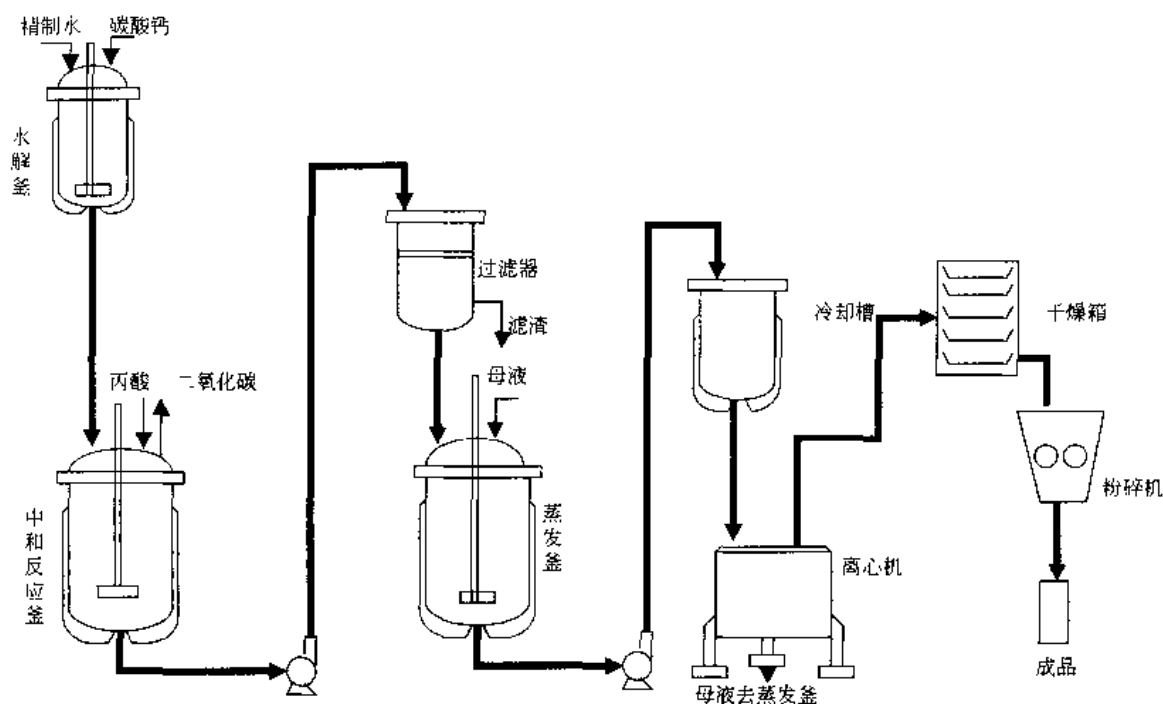 精制水
碳酸钙
水解釜
过滤器
滤渣
冷却槽
干燥箱
丙酸
二氧化碳
母液
中和反应釜
蒸发釜
粉碎机
离心机
成品
母液去蒸发釜